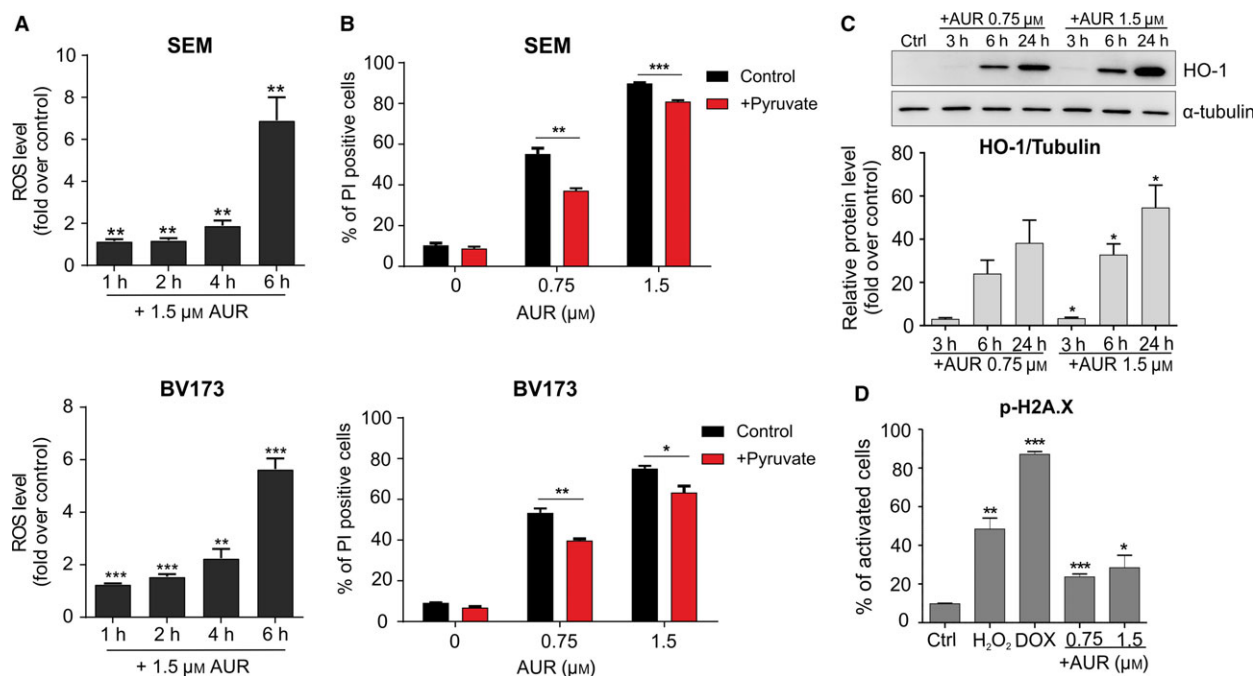 A
SEM
ROS level
(fold over control)
10
8
6
4
2
0
** ** ** **
1 h 2 h 4 h 6 h
+ 1.5 µM AUR
BV173
ROS level
(fold over control)
8
6
4
2
0
*** *** ** ***
1 h 2 h 4 h 6 h
+ 1.5 µM AUR
B
SEM
% of PI positive cells
100
80
60
40
20
0
** ***
Control
+Pyruvate
0 0.75 1.5
AUR (µM)
BV173
% of PI positive cells
100
80
60
40
20
0
** *
Control
+Pyruvate
0 0.75 1.5
AUR (µM)
C
+AUR 0.75 µM +AUR 1.5 µM
Ctrl 3 h 6 h 24 h 3 h 6 h 24 h
HO-1
α-tubulin
HO-1/Tubulin
Relative protein level
(fold over control)
80
60
40
20
0
* * *
3 h 6 h 24 h 3 h 6 h 24 h
+AUR 0.75 µM +AUR 1.5 µM
D
p-H2A.X
% of activated cells
100
80
60
40
20
0
** *** *** *
Ctrl H₂O₂ DOX 0.75 1.5
+AUR (µM)